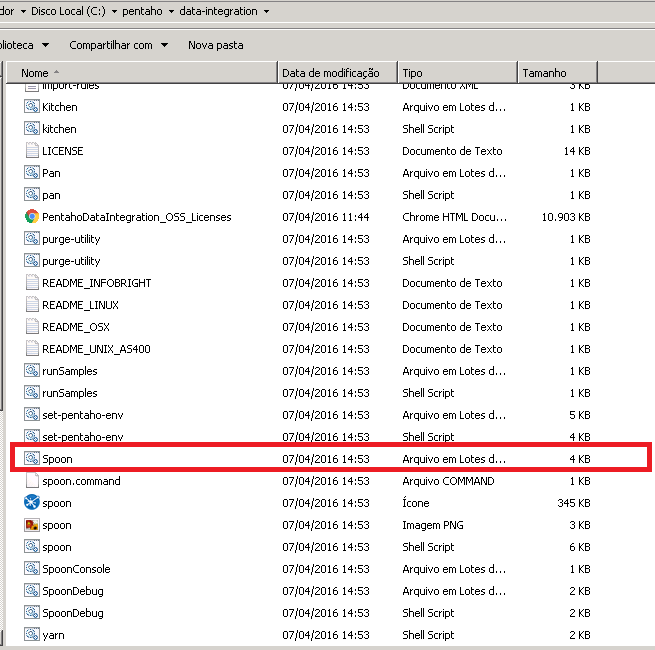 dor ▾ Disco Local (C:) ▾ pentaho ▾ data-integration ▾
blioteca ▾ Compartilhar com ▾ Nova pasta
Nome Data de modificação Tipo Tamanho
import-rules 07/04/2016 14:53 Documento XML 3 KB
Kitchen 07/04/2016 14:53 Arquivo em Lotes d... 1 KB
kitchen 07/04/2016 14:53 Shell Script 1 KB
LICENSE 07/04/2016 14:53 Documento de Texto 14 KB
Pan 07/04/2016 14:53 Arquivo em Lotes d... 1 KB
pan 07/04/2016 14:53 Shell Script 1 KB
PentahoDataIntegration_OSS_Licenses 07/04/2016 11:44 Chrome HTML Docu... 10.903 KB
purge-utility 07/04/2016 14:53 Arquivo em Lotes d... 1 KB
purge-utility 07/04/2016 14:53 Shell Script 1 KB
README_INFOBRIGHT 07/04/2016 14:53 Documento de Texto 1 KB
README_LINUX 07/04/2016 14:53 Documento de Texto 1 KB
README_OSX 07/04/2016 14:53 Documento de Texto 1 KB
README_UNIX_AS400 07/04/2016 14:53 Documento de Texto 1 KB
runSamples 07/04/2016 14:53 Arquivo em Lotes d... 1 KB
runSamples 07/04/2016 14:53 Shell Script 1 KB
set-pentaho-env 07/04/2016 14:53 Arquivo em Lotes d... 5 KB
set-pentaho-env 07/04/2016 14:53 Shell Script 4 KB
Spoon 07/04/2016 14:53 Arquivo em Lotes d... 4 KB
spoon.command 07/04/2016 14:53 Arquivo COMMAND 1 KB
spoon 07/04/2016 14:53 Ícone 345 KB
spoon 07/04/2016 14:53 Imagem PNG 3 KB
spoon 07/04/2016 14:53 Shell Script 6 KB
SpoonConsole 07/04/2016 14:53 Arquivo em Lotes d... 1 KB
SpoonDebug 07/04/2016 14:53 Arquivo em Lotes d... 2 KB
SpoonDebug 07/04/2016 14:53 Shell Script 2 KB
yarn 07/04/2016 14:53 Shell Script 2 KB